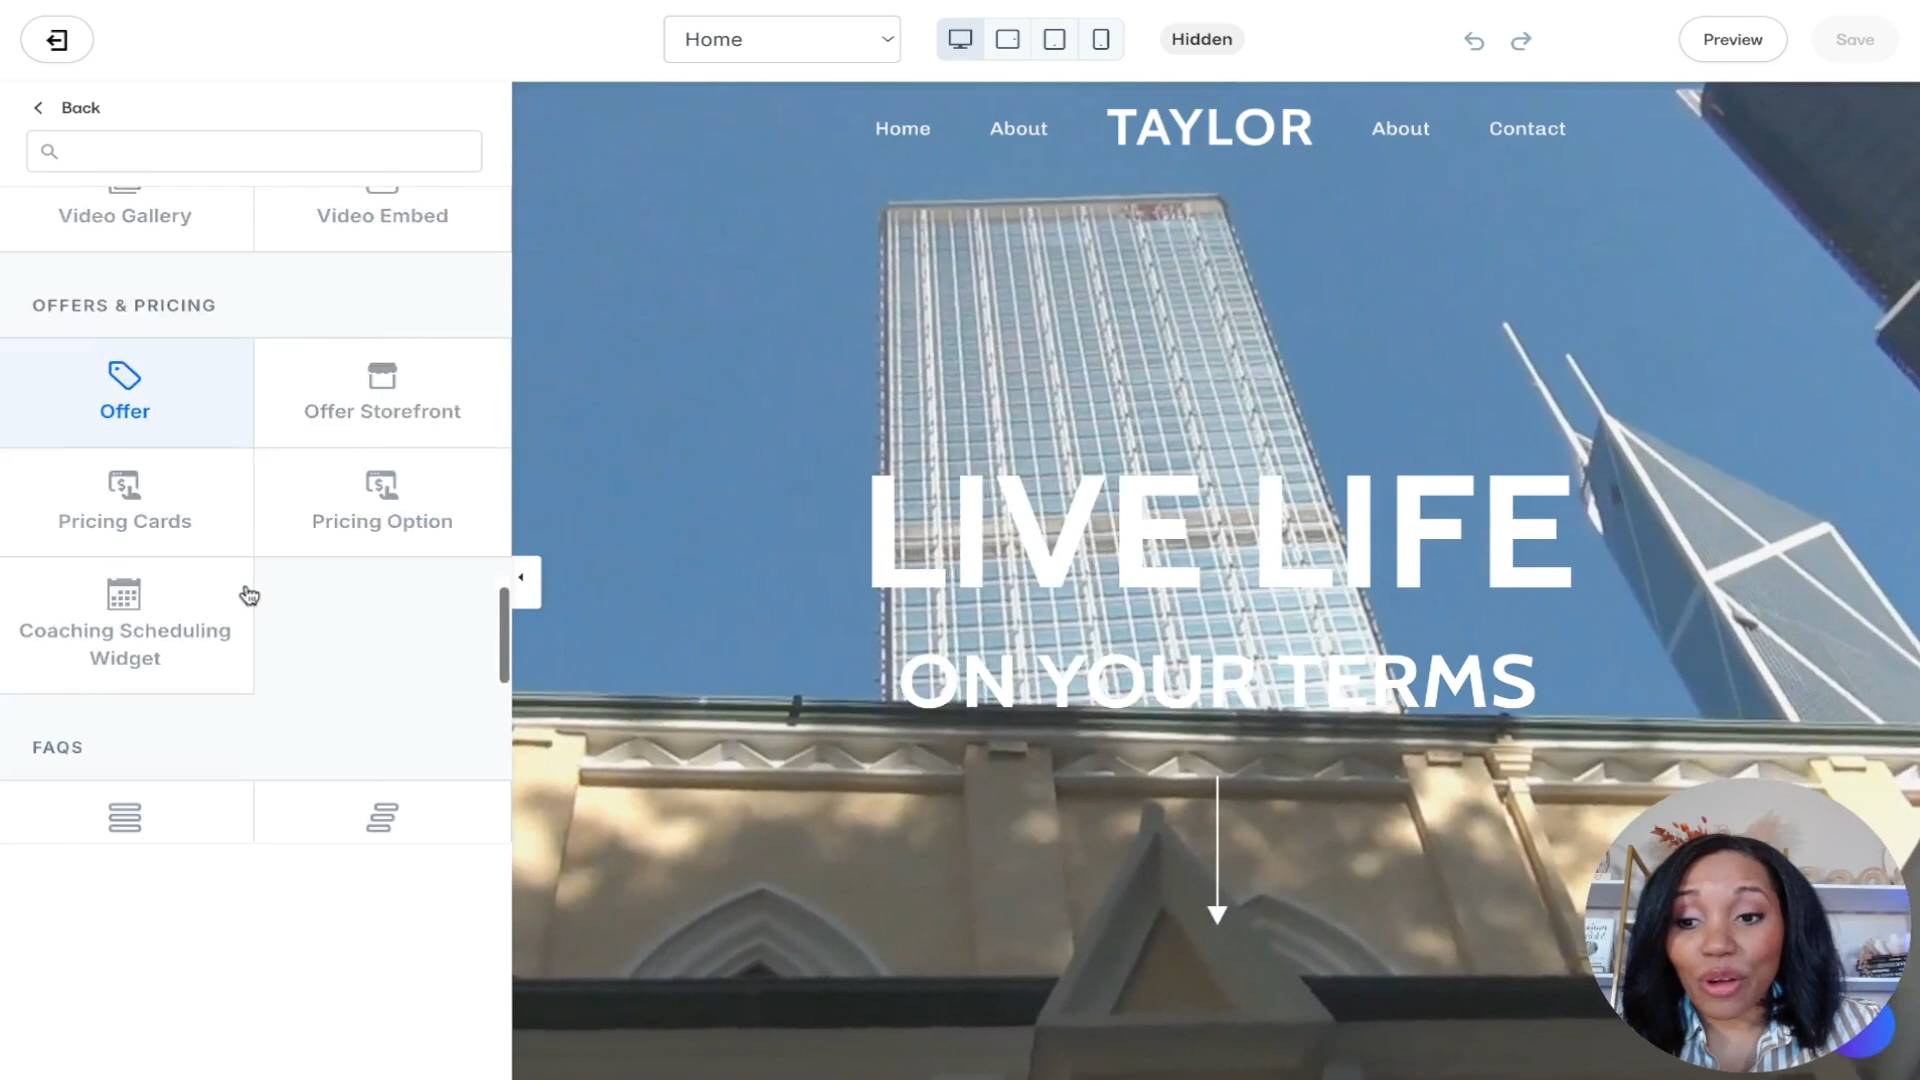 Home
Hidden
Preview
Save
Back
Video Gallery
Video Embed
OFFERS & PRICING
Offer
Offer Storefront
Pricing Cards
Pricing Option
Coaching Scheduling
Widget
FAQS
Home
About
TAYLOR
About
Contact
LIVE LIFE
ON YOUR TERMS